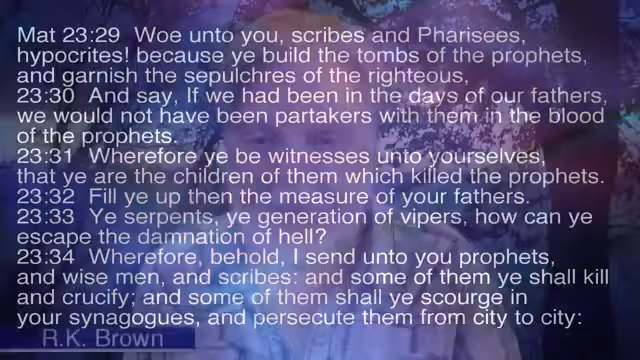 Mat 23:29 Woe unto you, scribes and Pharisees,
hypocrites! because ye build the tombs of the prophets,
and garnish the sepulchres of the righteous,
23:30 And say, If we had been in the days of our fathers,
we would not have been partakers with them in the blood
of the prophets.
23:31 Wherefore ye be witnesses unto yourselves,
that ye are the children of them which killed the prophets.
23:32 Fill ye up then the measure of your fathers.
23:33 Ye serpents, ye generation of vipers, how can ye
escape the damnation of hell?
23:34 Wherefore, behold, I send unto you prophets,
and wise men, and scribes: and some of them ye shall kill
and crucify; and some of them shall ye scourge in
your synagogues, and persecute them from city to city:
R.K. Brown